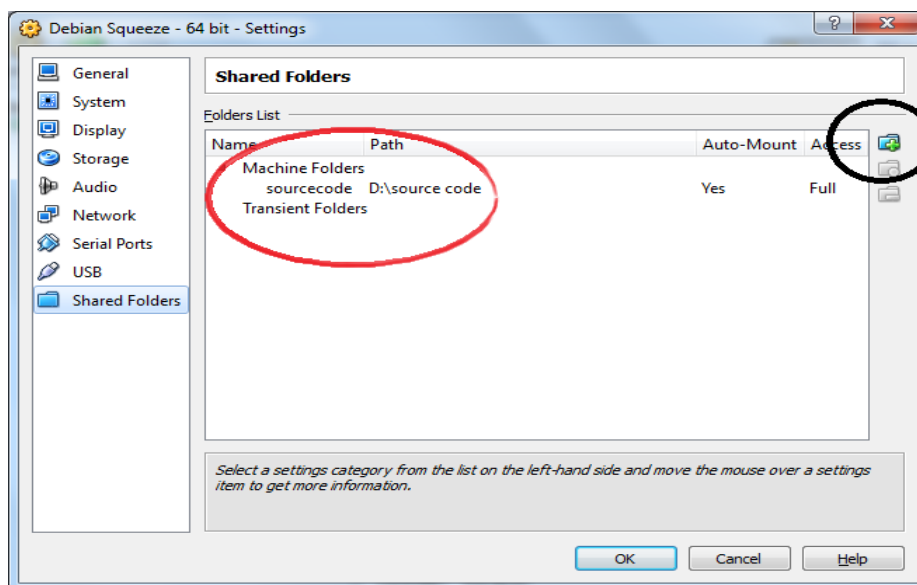 Debian Squeeze - 64 bit - Settings
?
General
System
Display
Storage
Audio
Network
Serial Ports
USB
Shared Folders
Shared Folders
Folders List
Name Path Auto-Mount Access
Machine Folders
sourcecode D:\source code Yes Full
Transient Folders
Select a settings category from the list on the left-hand side and move the mouse over a settings
item to get more information.
OK Cancel Help